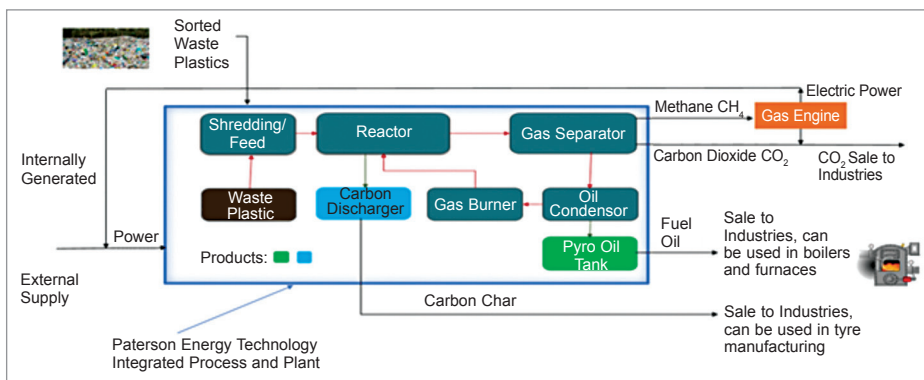 Sorted
Waste
Plastics
Electric Power
Methane CH₄
Gas Engine
Shredding/
Feed
Reactor
Gas Separator
Carbon Dioxide CO₂
CO₂ Sale to
Industries
Internally
Generated
Waste
Plastic
Carbon
Discharger
Gas Burner
Oil
Condensor
Power
Products:
Pyro Oil
Tank
Fuel
Oil
Sale to
Industries, can
be used in boilers
and furnaces
External
Supply
Carbon Char
Sale to Industries,
can be used in tyre
manufacturing
Paterson Energy Technology
Integrated Process and Plant